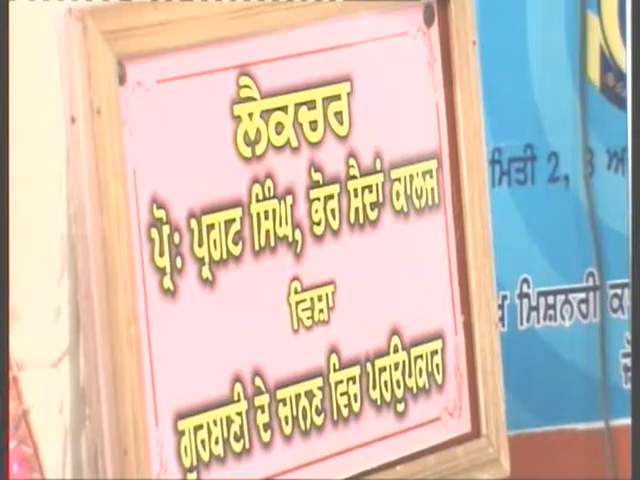 ਲੈਕਚਰ
ਪ੍ਰੋ: ਪ੍ਰਗਟ ਸਿੰਘ, ਭੋਰ ਸੈਦਾਂ ਕਾਲਜ
ਵਿਸ਼ਾ
ਗੁਰਬਾਣੀ ਦੇ ਚਾਨਣ ਵਿਚ ਪਰਉਪਕਾਰ
ਮਿਤੀ 2, 3
ਮਿਸ਼ਨਰੀ